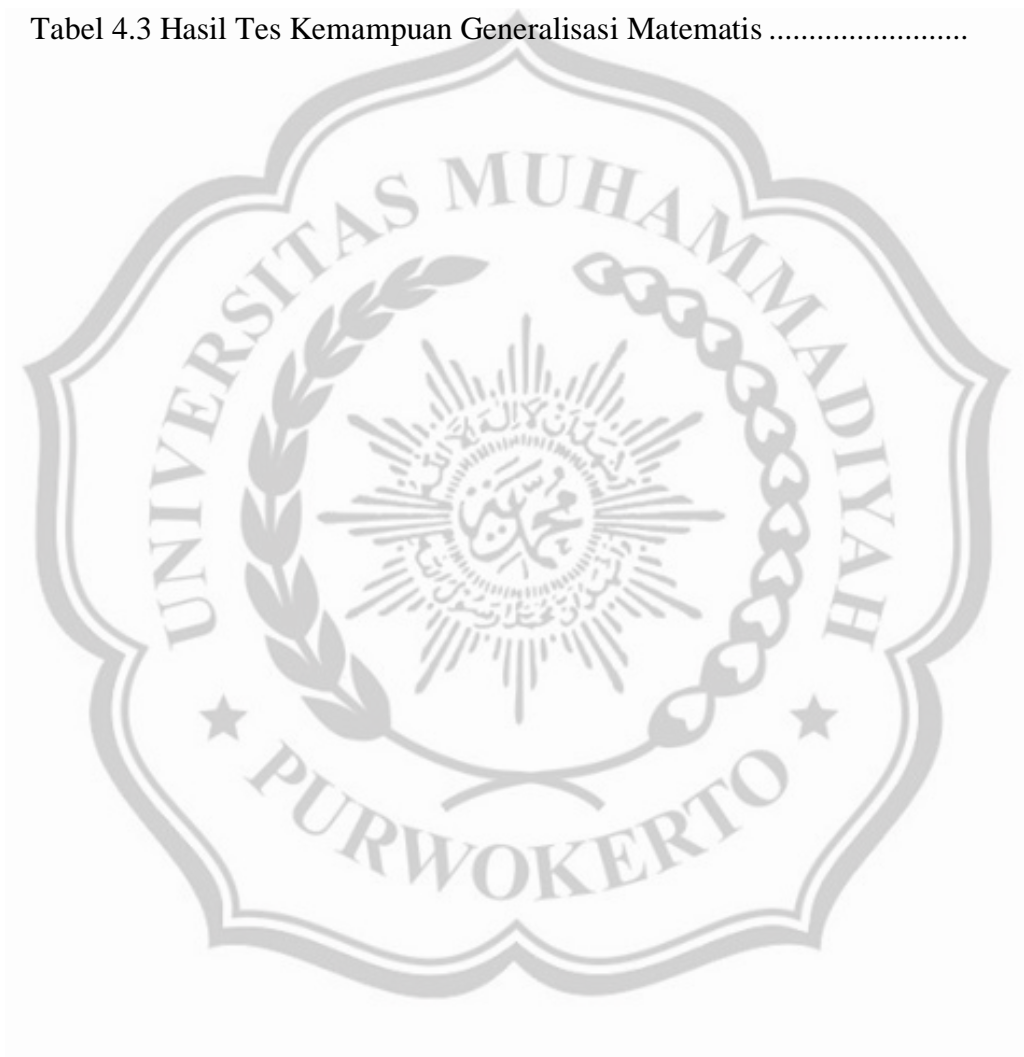 Tabel 4.3 Hasil Tes Kemampuan Generalisasi Matematis .........................
UNIVERSITAS MUHAMMADIYAH
PURWOKERTO